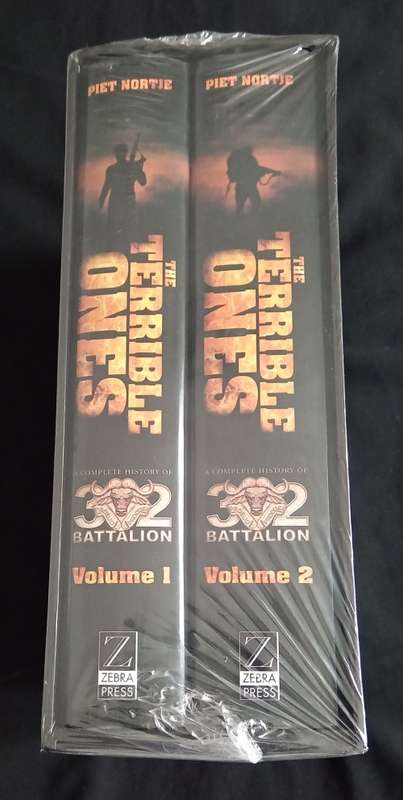 PIET NORTJE
THE
TERRIBLE
ONES
A COMPLETE HISTORY OF
32
BATTALION
Volume 1
Z
ZEBRA
PRESS
PIET NORTJE
THE
TERRIBLE
ONES
A COMPLETE HISTORY OF
32
BATTALION
Volume 2
Z
ZEBRA
PRESS